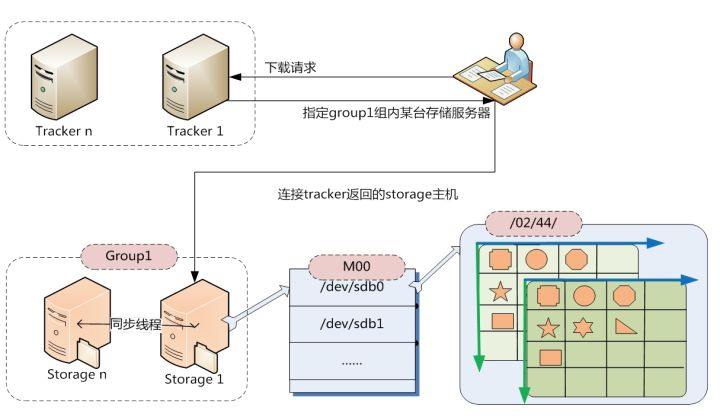 下载请求
Tracker n
Tracker 1
指定group1组内某台存储服务器
连接tracker返回的storage主机
/02/44/
Group1
M00
/dev/sdb0
同步线程
/dev/sdb1
......
Storage n
Storage 1